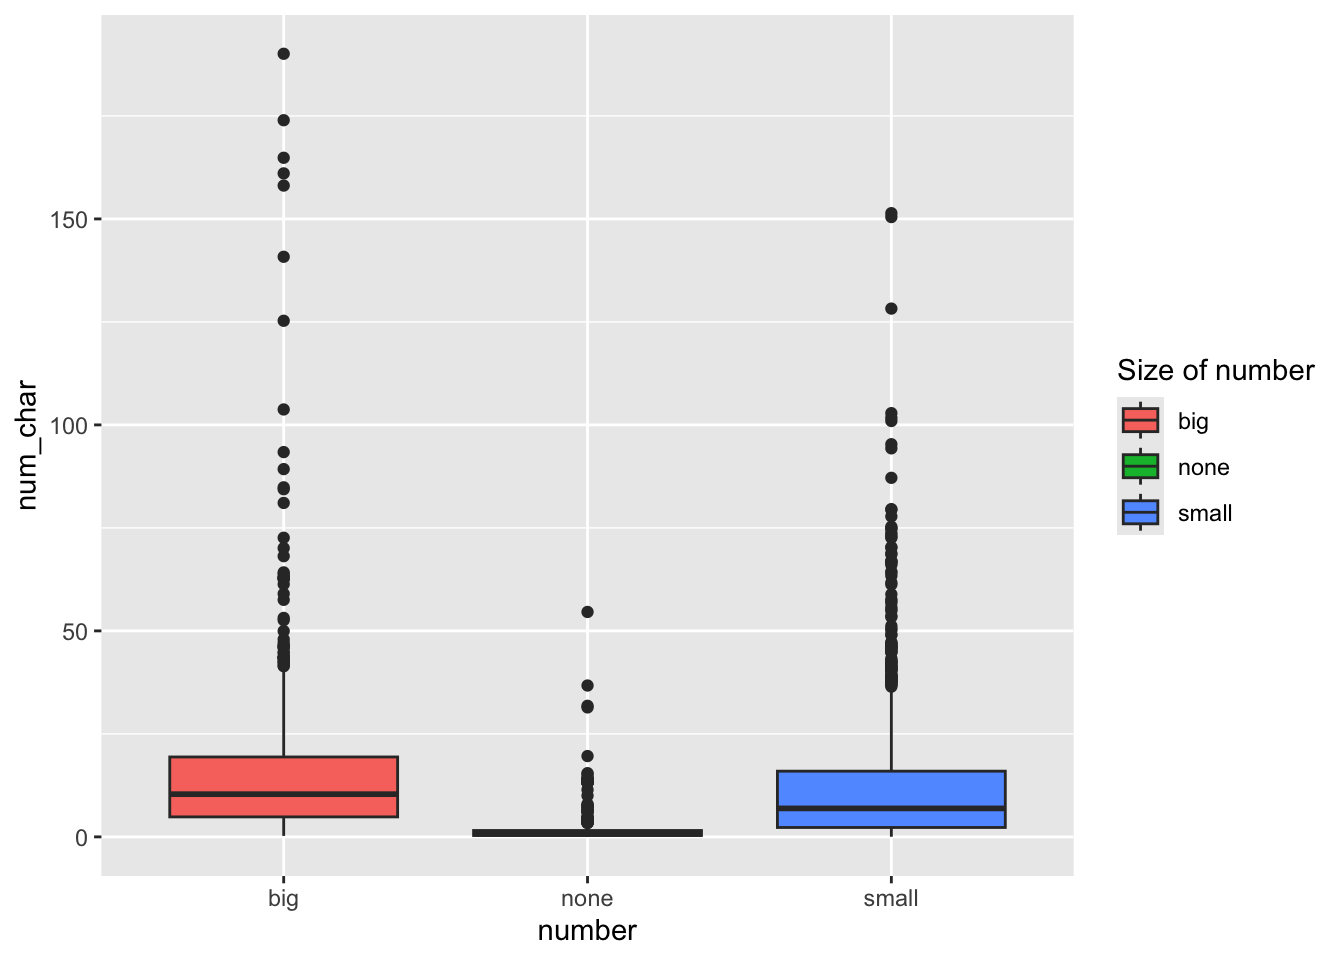 150
100
50
0
num_char
big
none
small
number
Size of number
big
none
small